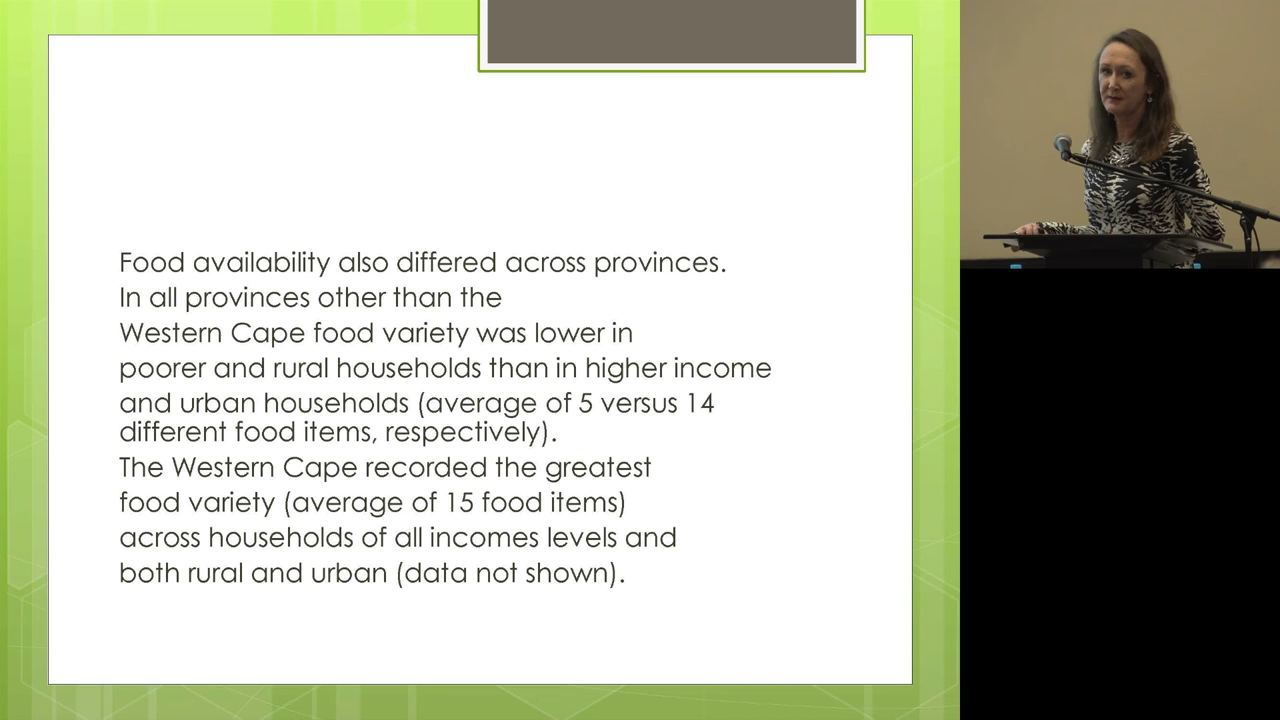 Food availability also differed across provinces.
In all provinces other than the
Western Cape food variety was lower in
poorer and rural households than in higher income
and urban households (average of 5 versus 14
different food items, respectively).
The Western Cape recorded the greatest
food variety (average of 15 food items)
across households of all incomes levels and
both rural and urban (data not shown).